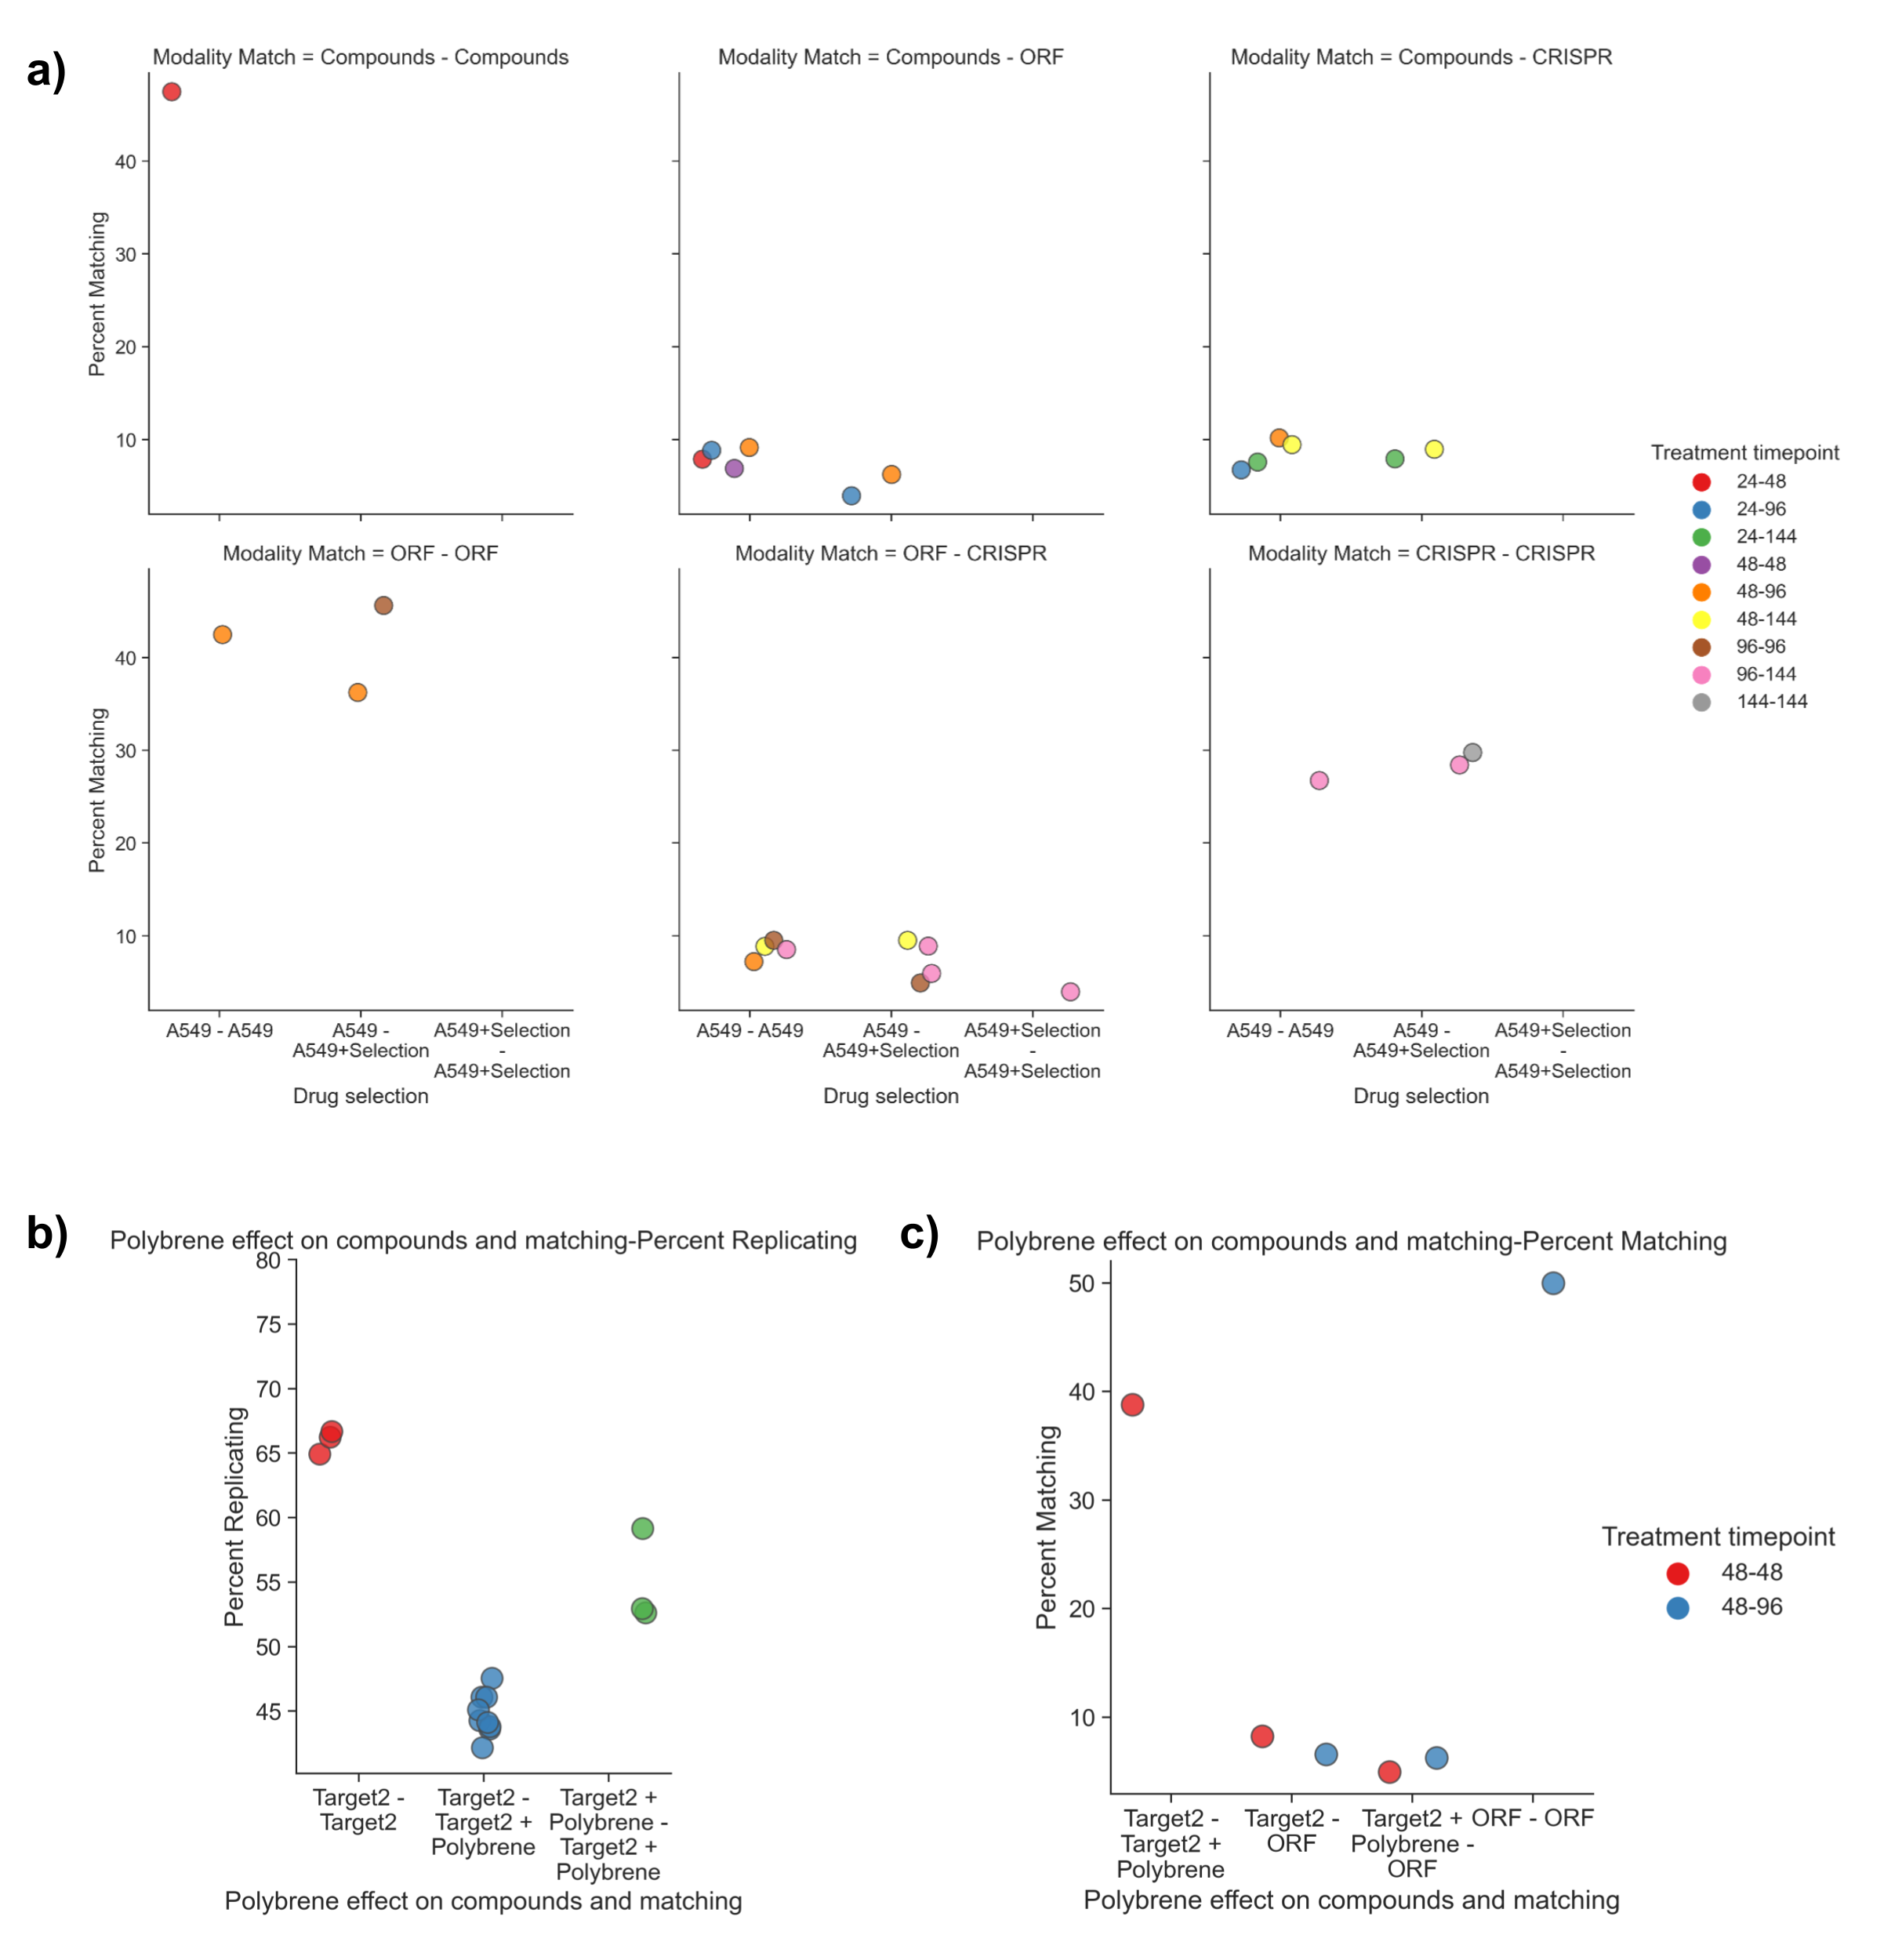 a)
Modality Match = Compounds - Compounds
Modality Match = Compounds - ORF
Modality Match = Compounds - CRISPR
Percent Matching
40
30
20
10
Modality Match = ORF - ORF
Modality Match = ORF - CRISPR
Modality Match = CRISPR - CRISPR
Percent Matching
40
30
20
10
A549 - A549
A549 -
A549+Selection
A549+Selection
-
A549+Selection
Drug selection
A549 - A549
A549 -
A549+Selection
A549+Selection
-
A549+Selection
Drug selection
A549 - A549
A549 -
A549+Selection
A549+Selection
-
A549+Selection
Drug selection
Treatment timepoint
24-48
24-96
24-144
48-48
48-96
48-144
96-96
96-144
144-144
b)
Polybrene effect on compounds and matching-Percent Replicating
Percent Replicating
80
75
70
65
60
55
50
45
Target2 -
Target2
Target2 -
Target2 +
Polybrene
Target2 +
Polybrene -
Target2 +
Polybrene
Polybrene effect on compounds and matching
c)
Polybrene effect on compounds and matching-Percent Matching
Percent Matching
50
40
30
20
10
Target2 -
Target2 +
Polybrene
Target2 -
ORF
Target2 +
Polybrene -
ORF
ORF - ORF
Polybrene effect on compounds and matching
Treatment timepoint
48-48
48-96